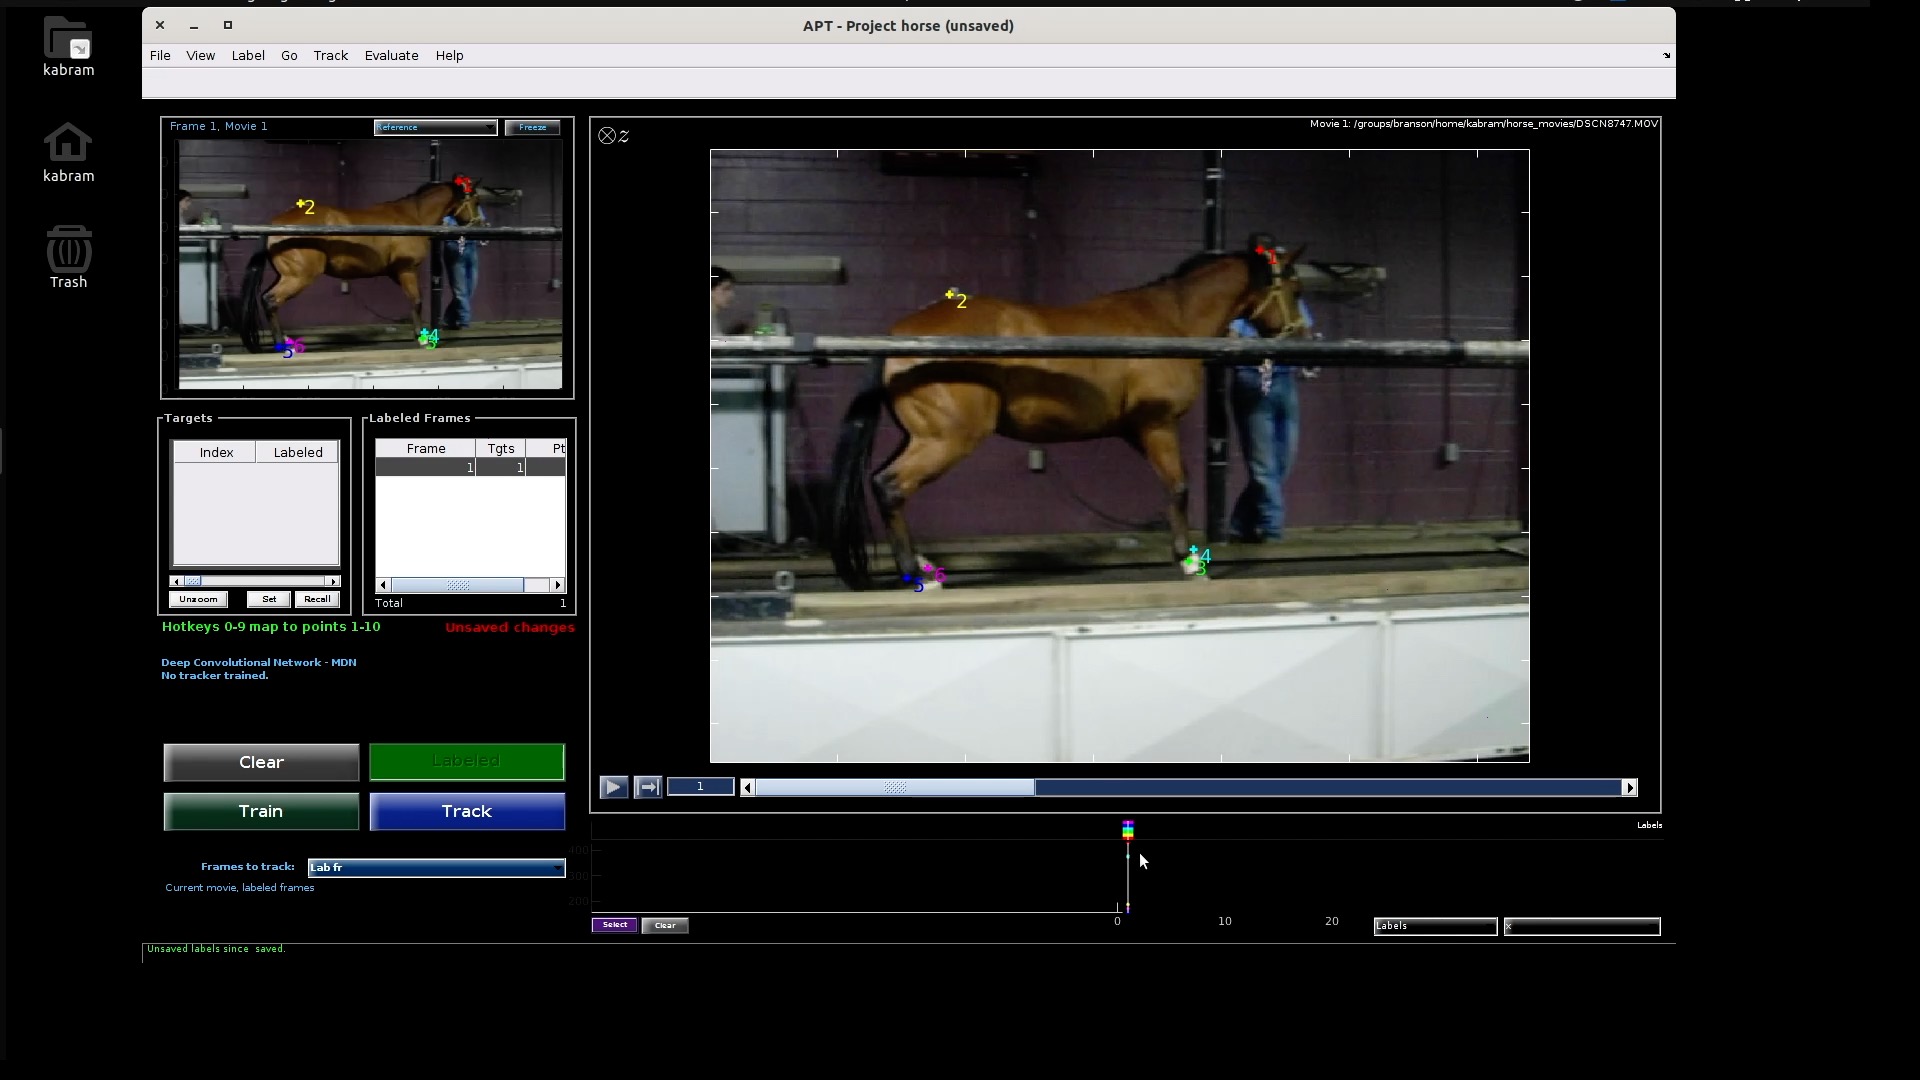 APT - Project horse (unsaved)
kabram
File View Label Go Track Evaluate Help
Frame 1, Movie 1
Reference
Freeze
Movie 1: /groups/branson/home/kabram/horse_movies/DSCN8747.MOV
z
kabram
Trash
1
2
4
3
5
6
1
2
4
3
5
6
Targets
Index Labeled
Unzoom Set Recall
Labeled Frames
Frame Tgts Pt
1 1
Total 1
Hotkeys 0-9 map to points 1-10
Unsaved changes
Deep Convolutional Network - MDN
No tracker trained.
Clear Labeled
Train Track
Frames to track: Lab fr
Current movie, labeled frames
1
Labels
400
300
200
0 10 20
Select Clear
Labels
x
Unsaved labels since saved.